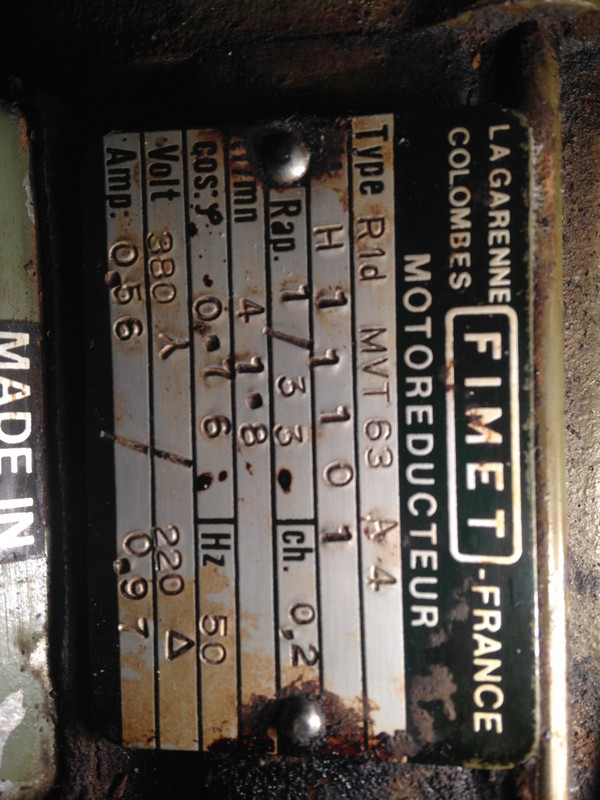 LA GARENNE
COLOMBES
FIMET
-FRANCE
MOTOREDUCTEUR
Type R1d MVT 63 A 4
H 11101
Rap. 1/33 ch. 0,2
/mn 41.8
cos.φ 0.76 Hz 50
Volt 380 Y / 220 Δ
Amp. 0,56 / 0,97
MADE IN